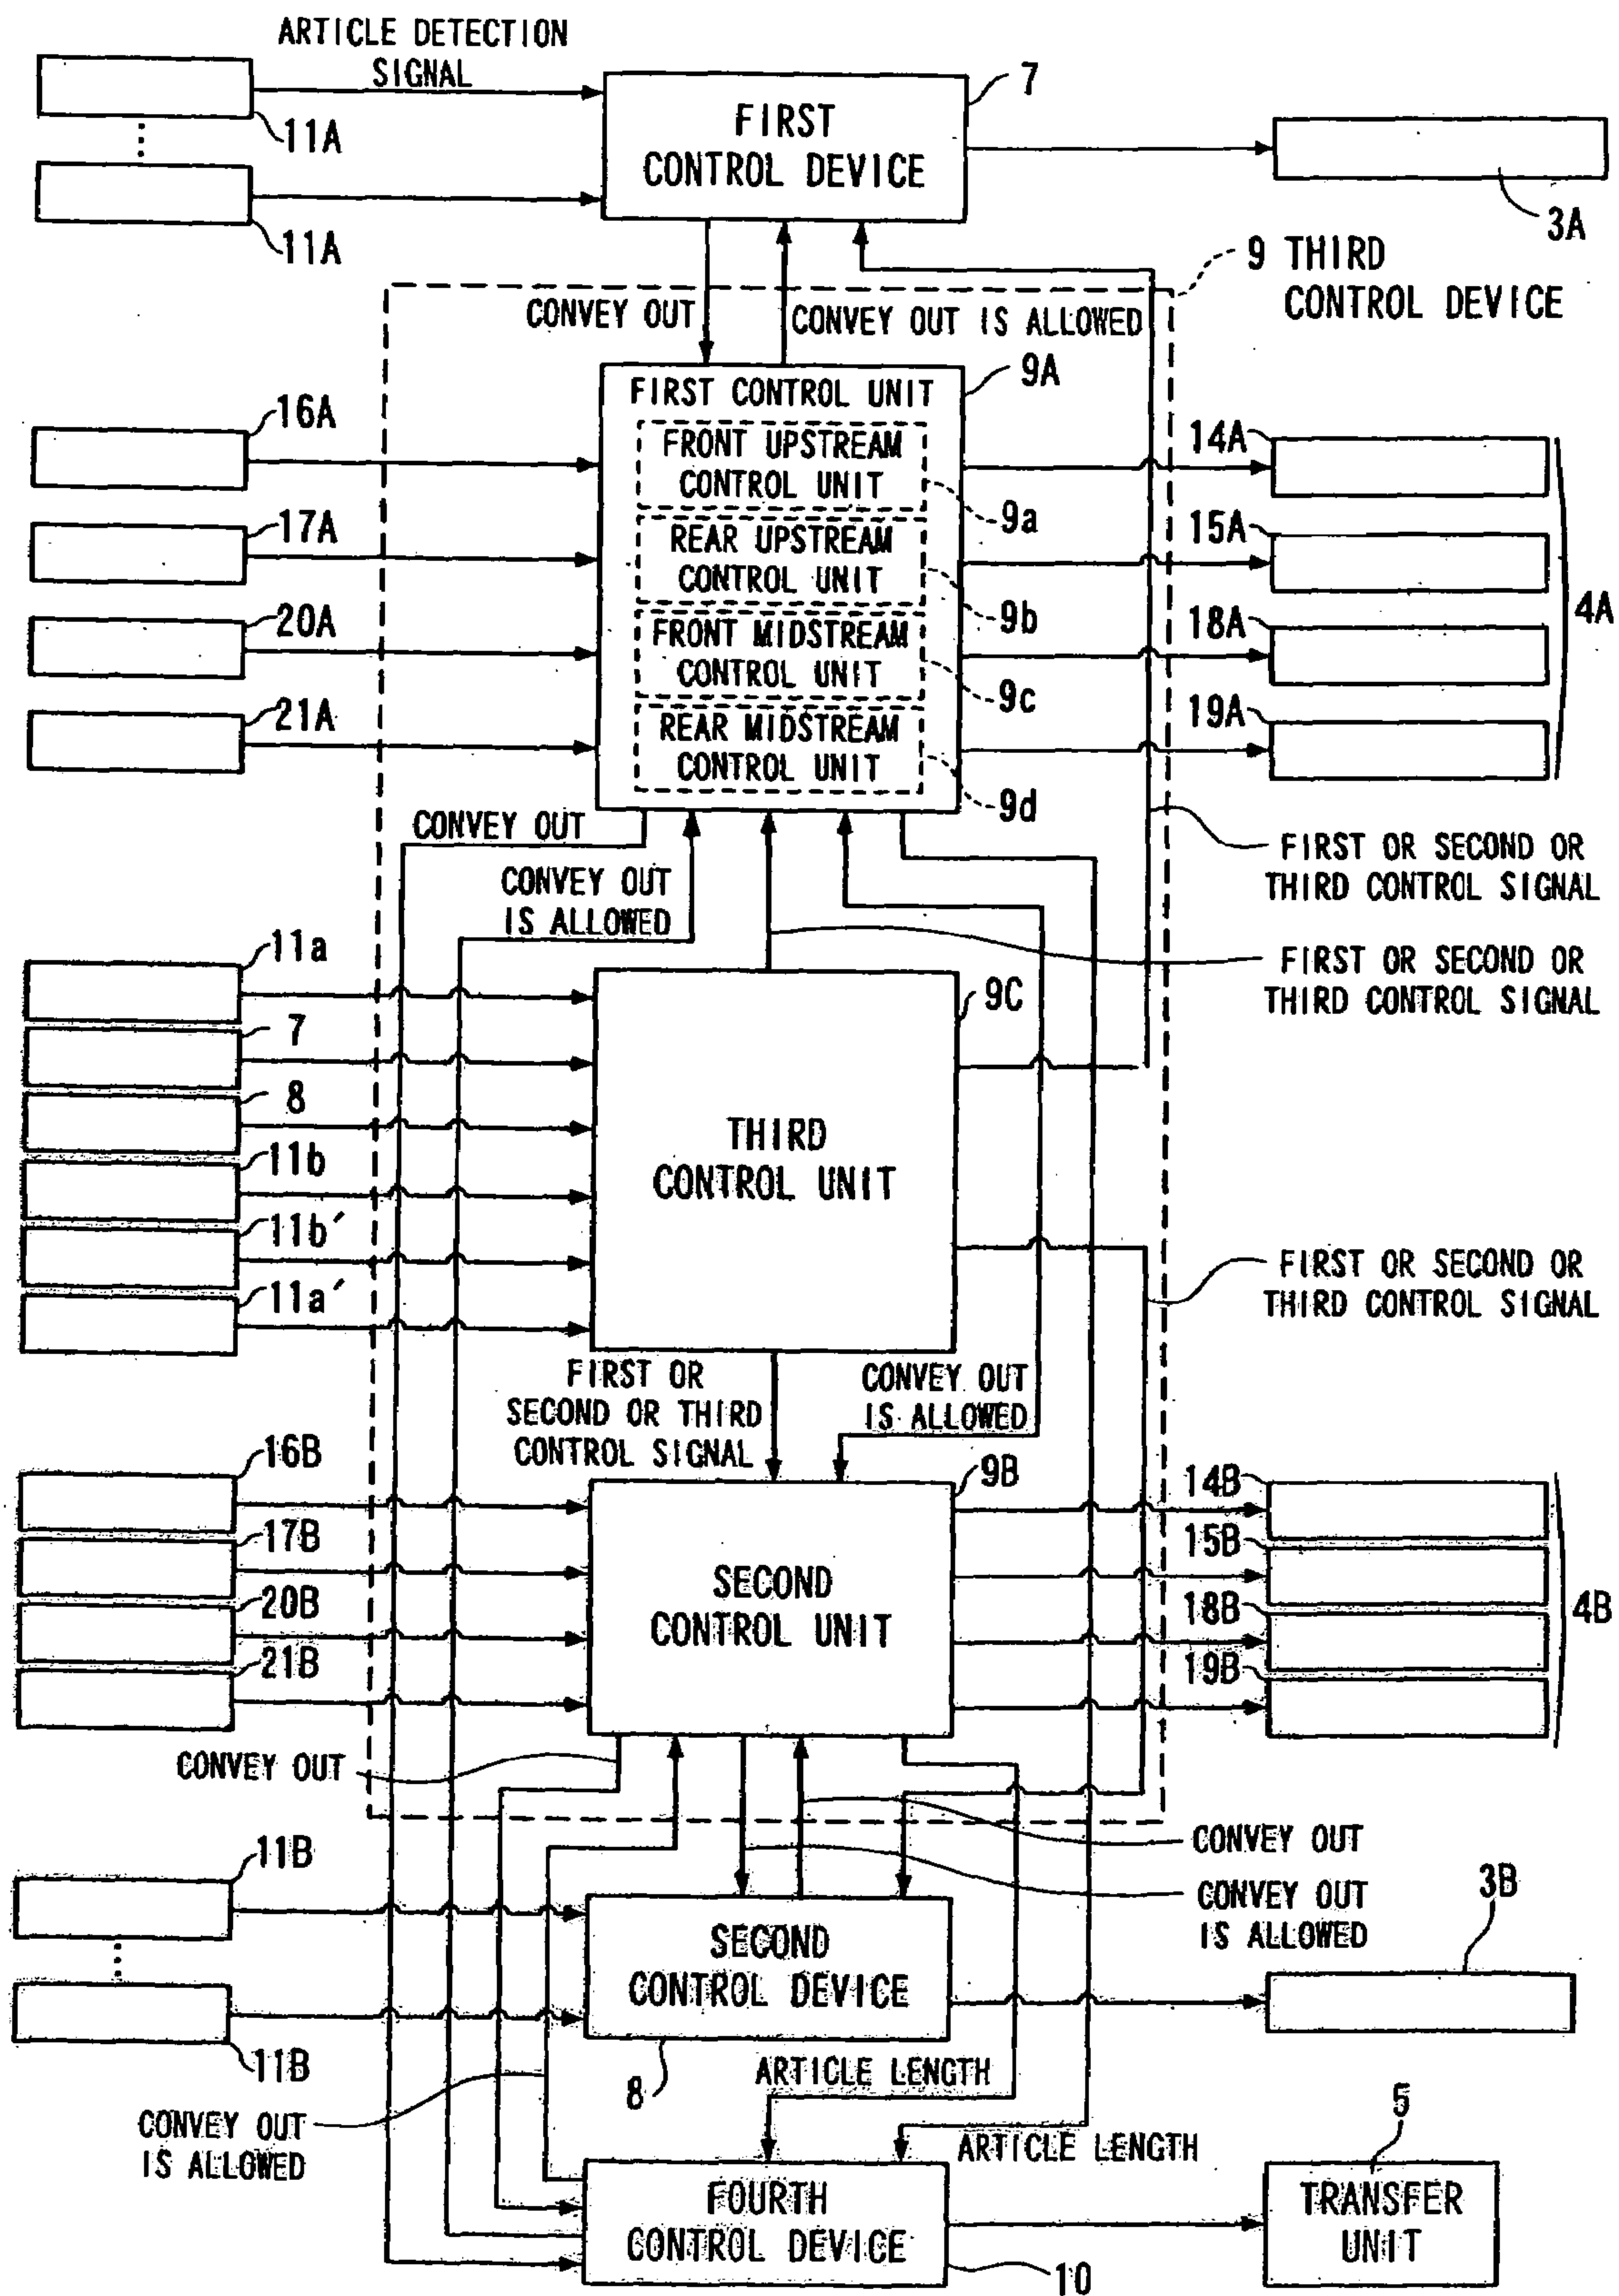 ARTICLE DETECTION
SIGNAL
11A
11A
FIRST
CONTROL DEVICE
7
3A
9 THIRD
CONTROL DEVICE
CONVEY OUT
CONVEY OUT IS ALLOWED
16A
17A
20A
21A
FIRST CONTROL UNIT
9A
FRONT UPSTREAM
CONTROL UNIT
9a
REAR UPSTREAM
CONTROL UNIT
9b
FRONT MIDSTREAM
CONTROL UNIT
9c
REAR MIDSTREAM
CONTROL UNIT
9d
14A
15A
18A
19A
4A
CONVEY OUT
CONVEY OUT
IS ALLOWED
FIRST OR SECOND OR
THIRD CONTROL SIGNAL
FIRST OR SECOND OR
THIRD CONTROL SIGNAL
11a
7
8
11b
11b′
11a′
9C
THIRD
CONTROL UNIT
FIRST OR SECOND OR
THIRD CONTROL SIGNAL
FIRST OR
SECOND OR THIRD
CONTROL SIGNAL
CONVEY OUT
IS ALLOWED
16B
17B
20B
21B
9B
SECOND
CONTROL UNIT
14B
15B
18B
19B
4B
CONVEY OUT
CONVEY OUT
CONVEY OUT
IS ALLOWED
11B
11B
SECOND
CONTROL DEVICE
8
3B
ARTICLE LENGTH
ARTICLE LENGTH
CONVEY OUT
IS ALLOWED
FOURTH
CONTROL DEVICE
10
5
TRANSFER
UNIT